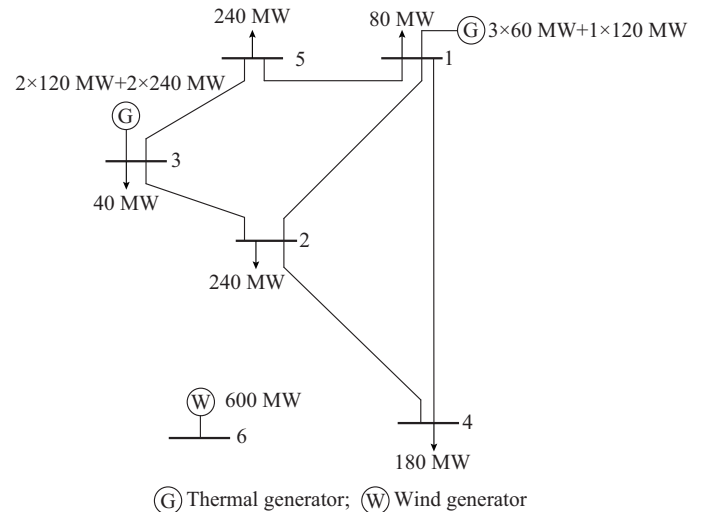 240 MW
80 MW
G 3×60 MW+1×120 MW
5
1
2×120 MW+2×240 MW
G
3
40 MW
2
240 MW
W 600 MW
6
4
180 MW
G Thermal generator; W Wind generator